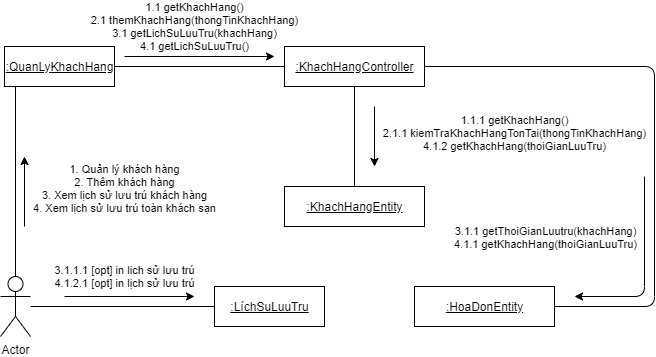 1.1 getKhachHang()
2.1 themKhachHang(thongTinKhachHang)
3.1 getLichSuLuuTru(khachHang)
4.1 getLichSuLuuTru()
:QuanLyKhachHang
:KhachHangController
1.1.1 getKhachHang()
2.1.1 kiemTraKhachHangTonTai(thongTinKhachHang)
4.1.2 getKhachHang(thoiGianLuuTru)
1. Quản lý khách hàng
2. Thêm khách hàng
3. Xem lịch sử lưu trú khách hàng
4. Xem lịch sử lưu trú toàn khách sạn
:KhachHangEntity
3.1.1 getThoiGianLuutru(khachHang)
4.1.1 getKhachHang(thoiGianLuuTru)
3.1.1.1 [opt] in lịch sử lưu trú
4.1.2.1 [opt] in lịch sử lưu trú
:LíchSuLuuTru
:HoaDonEntity
Actor